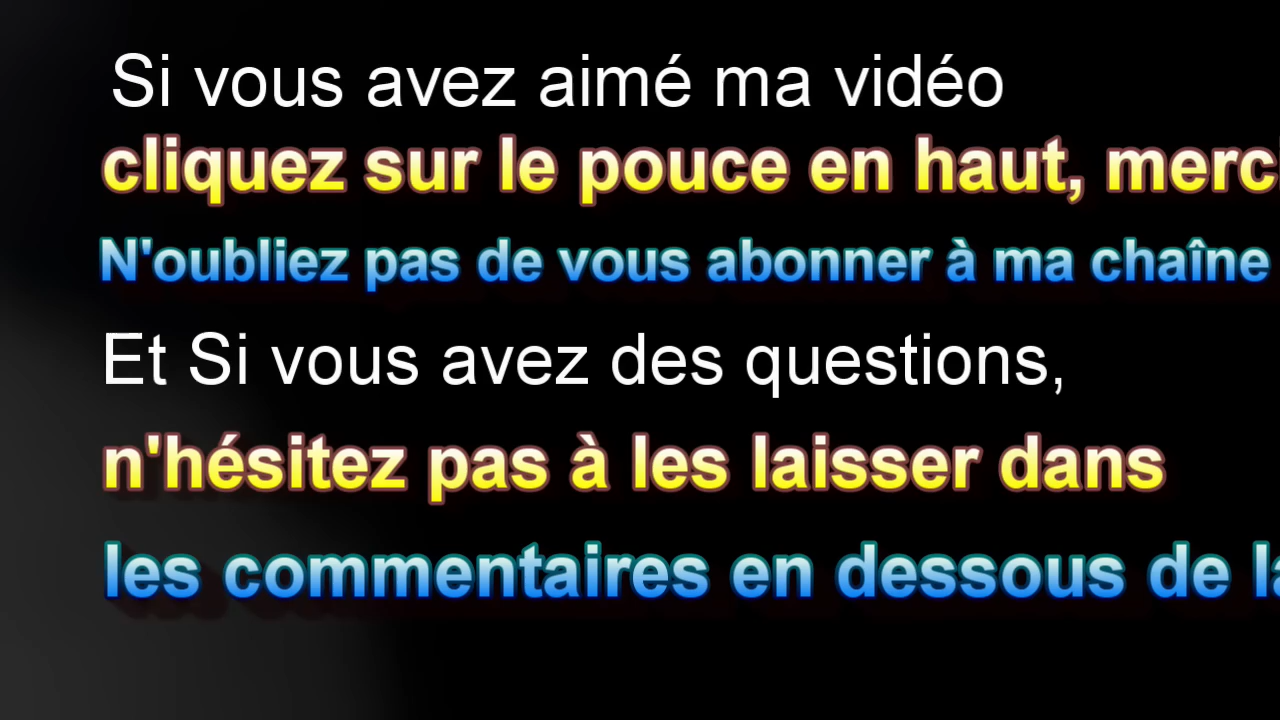 Si vous avez aimé ma vidéo
cliquez sur le pouce en haut, merc
N'oubliez pas de vous abonner à ma chaîne
Et Si vous avez des questions,
n'hésitez pas à les laisser dans
les commentaires en dessous de la